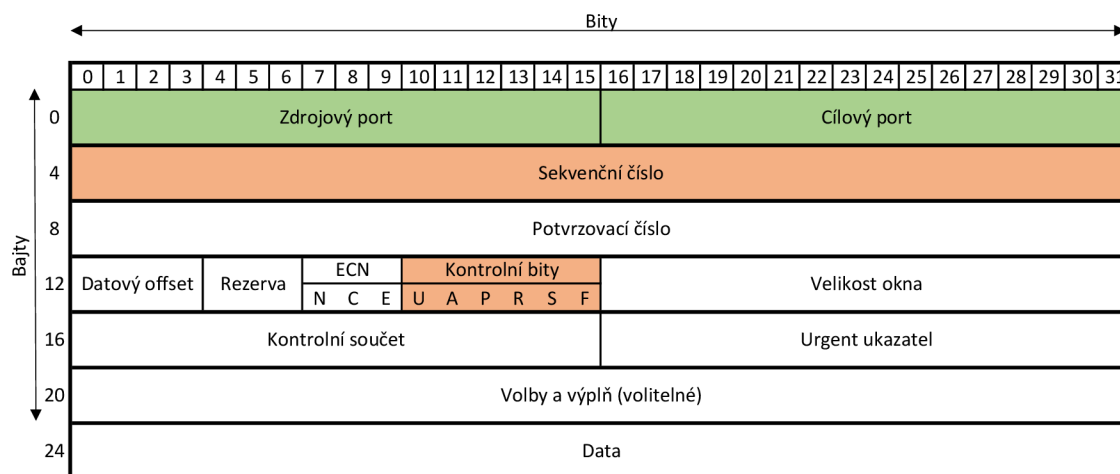 Bity
0 1 2 3 4 5 6 7 8 9 10 11 12 13 14 15 16 17 18 19 20 21 22 23 24 25 26 27 28 29 30 31
0 Zdrojový port Cílový port
4 Sekvenční číslo
8 Potvrzovací číslo
Bajty
12 Datový offset Rezerva ECN Kontrolní bity Velikost okna
N C E U A P R S F
16 Kontrolní součet Urgent ukazatel
20 Volby a výplň (volitelné)
24 Data